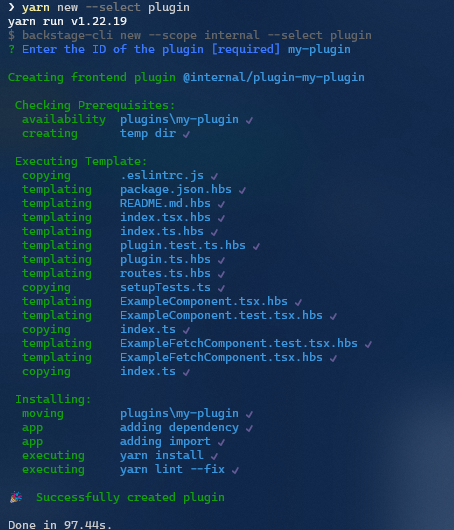 ❯ yarn new --select plugin
yarn run v1.22.19
$ backstage-cli new --scope internal --select plugin
? Enter the ID of the plugin [required] my-plugin
Creating frontend plugin @internal/plugin-my-plugin
Checking Prerequisites:
availability plugins\my-plugin ✓
creating temp dir ✓
Executing Template:
copying .eslintrc.js ✓
templating package.json.hbs ✓
templating README.md.hbs ✓
templating index.tsx.hbs ✓
templating index.ts.hbs ✓
templating plugin.test.ts.hbs ✓
templating plugin.ts.hbs ✓
templating routes.ts.hbs ✓
copying setupTests.ts ✓
templating ExampleComponent.tsx.hbs ✓
templating ExampleComponent.test.tsx.hbs ✓
copying index.ts ✓
templating ExampleFetchComponent.test.tsx.hbs ✓
templating ExampleFetchComponent.tsx.hbs ✓
copying index.ts ✓
Installing:
moving plugins\my-plugin ✓
app adding dependency ✓
app adding import ✓
executing yarn install ✓
executing yarn lint --fix ✓
🎉 Successfully created plugin
Done in 97.44s.